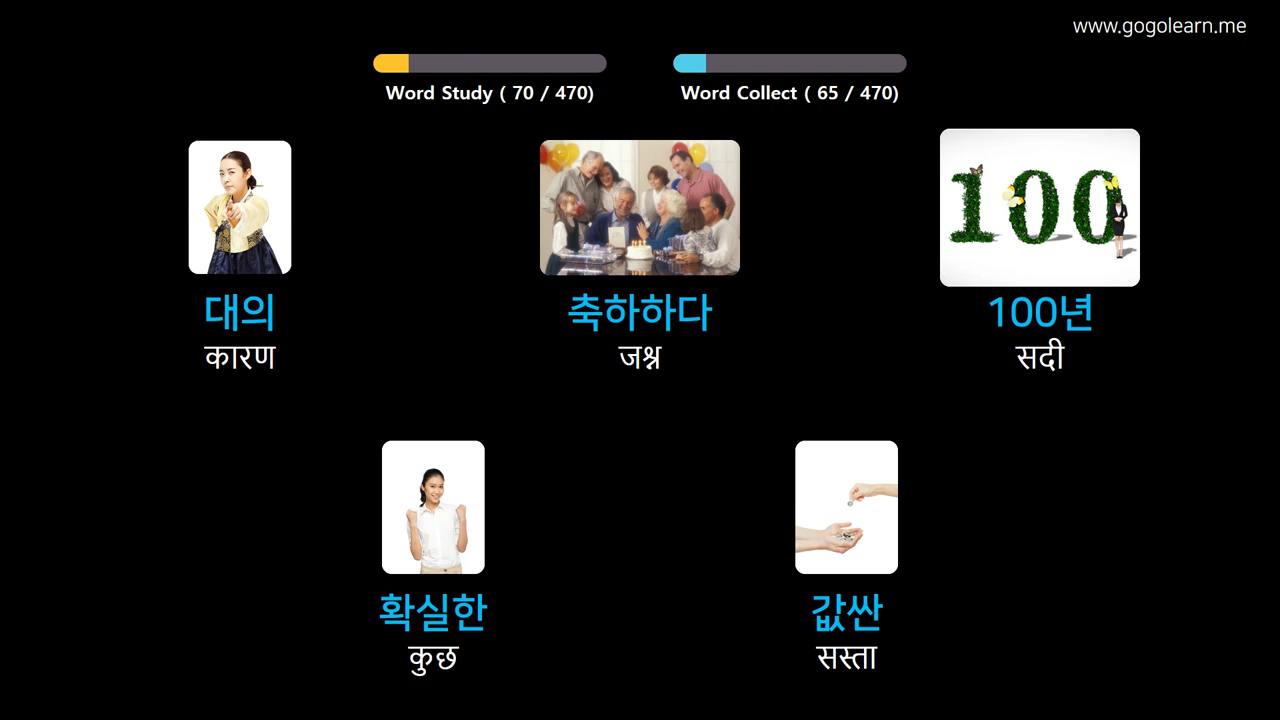 www.gogolearn.me
Word Study ( 70 / 470)
Word Collect ( 65 / 470)
대의
कारण
축하하다
जश्न
100년
सदी
확실한
कुछ
값싼
सस्ता